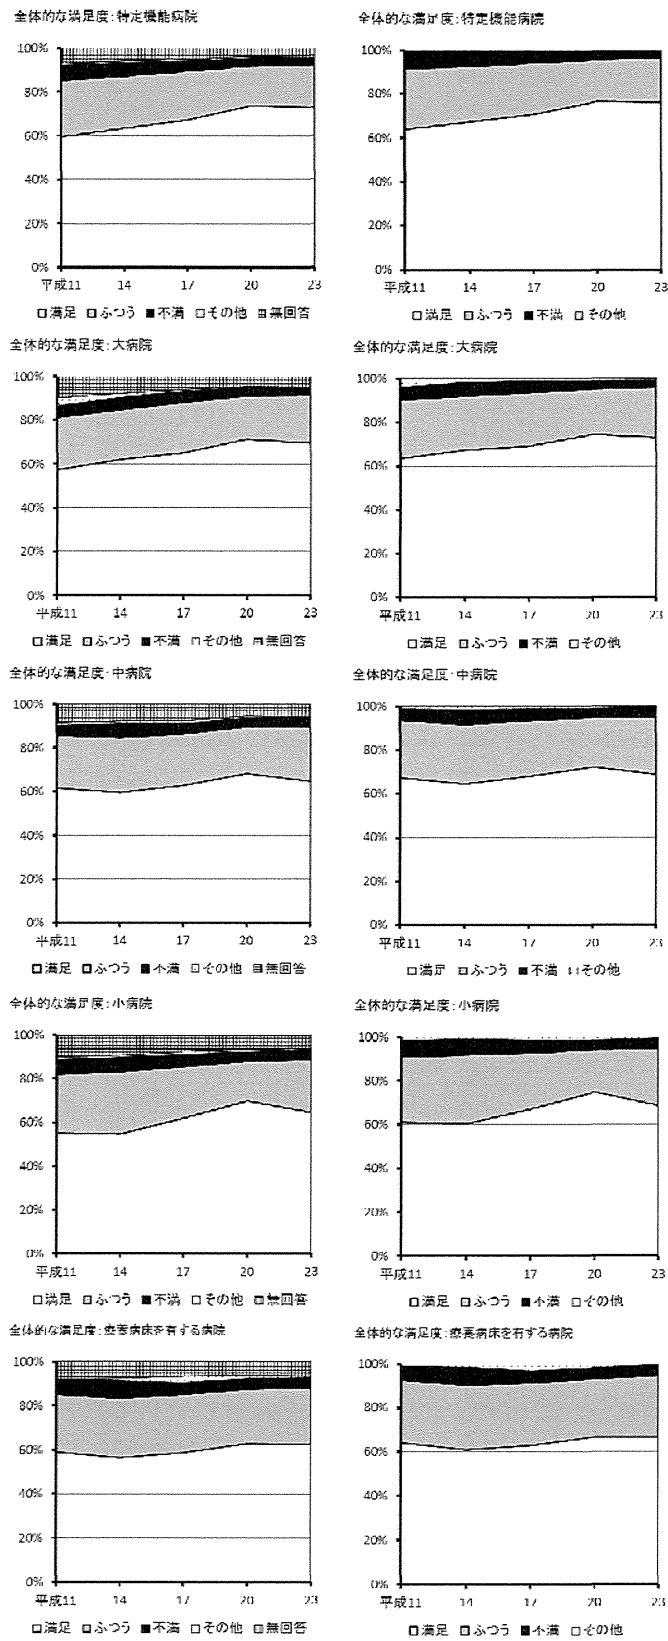 全体的な満足度：特定機能病院
100%
80%
60%
40%
20%
0%
平成11 14 17 20 23
□満足 □ふつう ■不満 □その他 ⊞無回答
全体的な満足度：特定機能病院
100%
80%
60%
40%
20%
0%
平成11 14 17 20 23
□満足 □ふつう ■不満 □その他
全体的な満足度：大病院
100%
80%
60%
40%
20%
0%
平成11 14 17 20 23
□満足 □ふつう ■不満 □その他 ⊞無回答
全体的な満足度：大病院
100%
80%
60%
40%
20%
0%
平成11 14 17 20 23
□満足 □ふつう ■不満 □その他
全体的な満足度：中病院
100%
80%
60%
40%
20%
0%
平成11 14 17 20 23
□満足 □ふつう ■不満 □その他 ⊞無回答
全体的な満足度：中病院
100%
80%
60%
40%
20%
0%
平成11 14 17 20 23
□満足 □ふつう ■不満 □その他
全体的な満足度：小病院
100%
80%
60%
40%
20%
0%
平成11 14 17 20 23
□満足 □ふつう ■不満 □その他 ⊞無回答
全体的な満足度：小病院
100%
80%
60%
40%
20%
0%
平成11 14 17 20 23
□満足 □ふつう ■不満 □その他
全体的な満足度：療養病床を有する病院
100%
80%
60%
40%
20%
0%
平成11 14 17 20 23
□満足 □ふつう ■不満 □その他 ⊞無回答
全体的な満足度：療養病床を有する病院
100%
80%
60%
40%
20%
0%
平成11 14 17 20 23
□満足 □ふつう ■不満 □その他